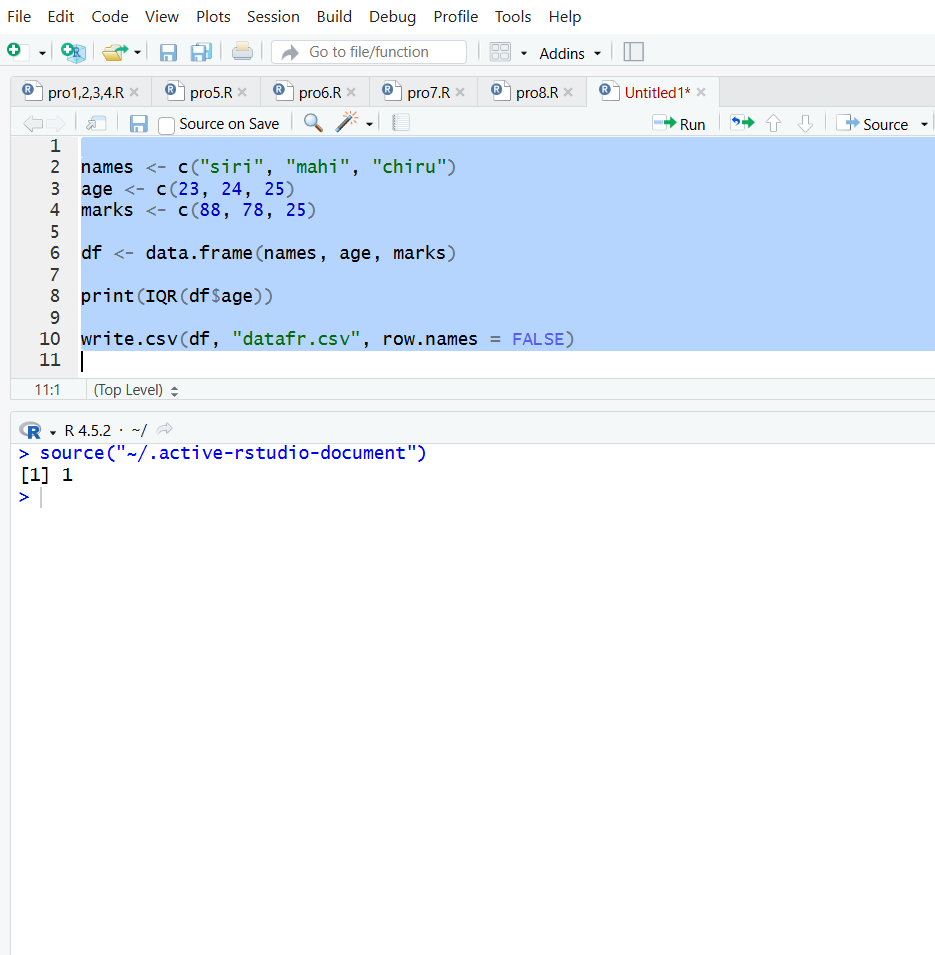 File Edit Code View Plots Session Build Debug Profile Tools Help
Go to file/function Addins
pro1,2,3,4.R pro5.R pro6.R pro7.R pro8.R Untitled1*
Source on Save Run Source
1
2 names <- c("siri", "mahi", "chiru")
3 age <- c(23, 24, 25)
4 marks <- c(88, 78, 25)
5
6 df <- data.frame(names, age, marks)
7
8 print(IQR(df$age))
9
10 write.csv(df, "datafr.csv", row.names = FALSE)
11
11:1 (Top Level)
R R 4.5.2 · ~/
> source("~/.active-rstudio-document")
[1] 1
>